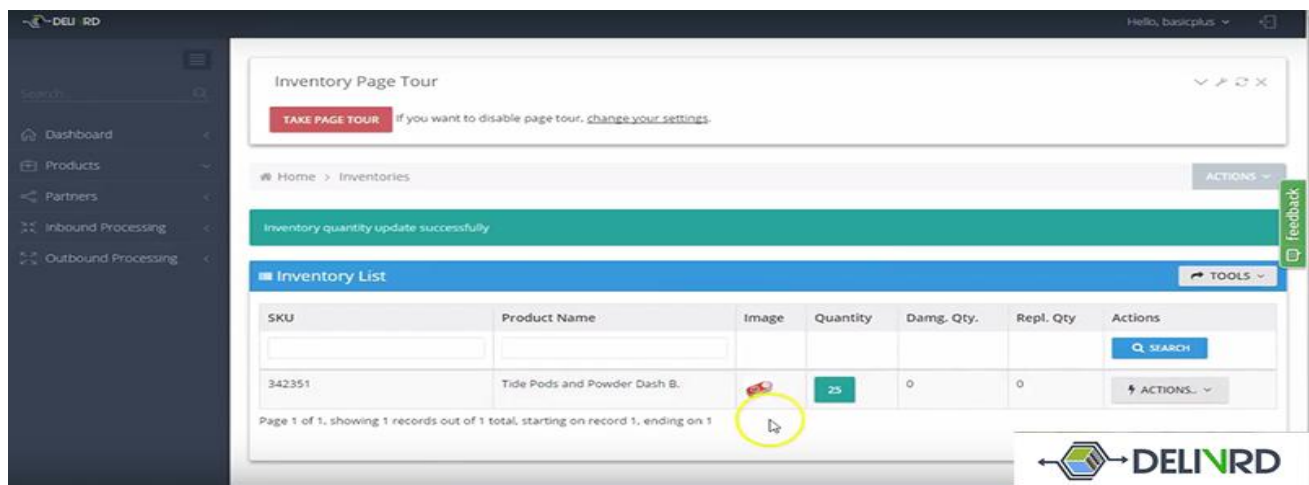 DELIVRD
Hello, basicplus
Search...
Dashboard
Products
Partners
Inbound Processing
Outbound Processing
Inventory Page Tour
TAKE PAGE TOUR If you want to disable page tour, change your settings.
Home > Inventories
ACTIONS
Inventory quantity update successfully
feedback
Inventory List
TOOLS
SKU Product Name Image Quantity Damg. Qty. Repl. Qty Actions
SEARCH
342351 Tide Pods and Powder Dash B. 25 0 0 ACTIONS..
Page 1 of 1, showing 1 records out of 1 total, starting on record 1, ending on 1
DELIVRD